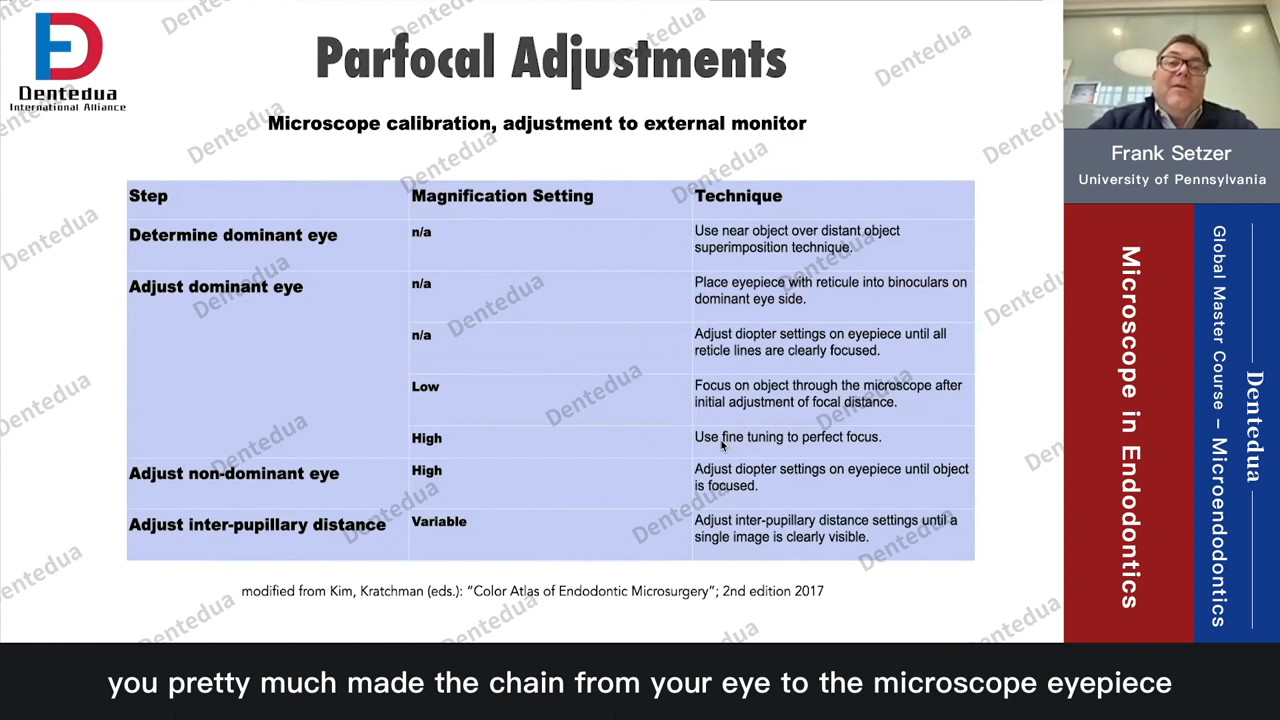 Dentedua
International Alliance
Parfocal Adjustments
Microscope calibration, adjustment to external monitor
Step Magnification Setting Technique
Determine dominant eye n/a Use near object over distant object
superimposition technique.
Adjust dominant eye n/a Place eyepiece with reticule into binoculars on
dominant eye side.
n/a Adjust diopter settings on eyepiece until all
reticle lines are clearly focused.
Low Focus on object through the microscope after
initial adjustment of focal distance.
High Use fine tuning to perfect focus.
Adjust non-dominant eye High Adjust diopter settings on eyepiece until object
is focused.
Adjust inter-pupillary distance Variable Adjust inter-pupillary distance settings until a
single image is clearly visible.
modified from Kim, Kratchman (eds.): “Color Atlas of Endodontic Microsurgery”; 2nd edition 2017
Frank Setzer
University of Pennsylvania
Microscope in Endodontics
Global Master Course – Microendodontics
Dentedua
you pretty much made the chain from your eye to the microscope eyepiece